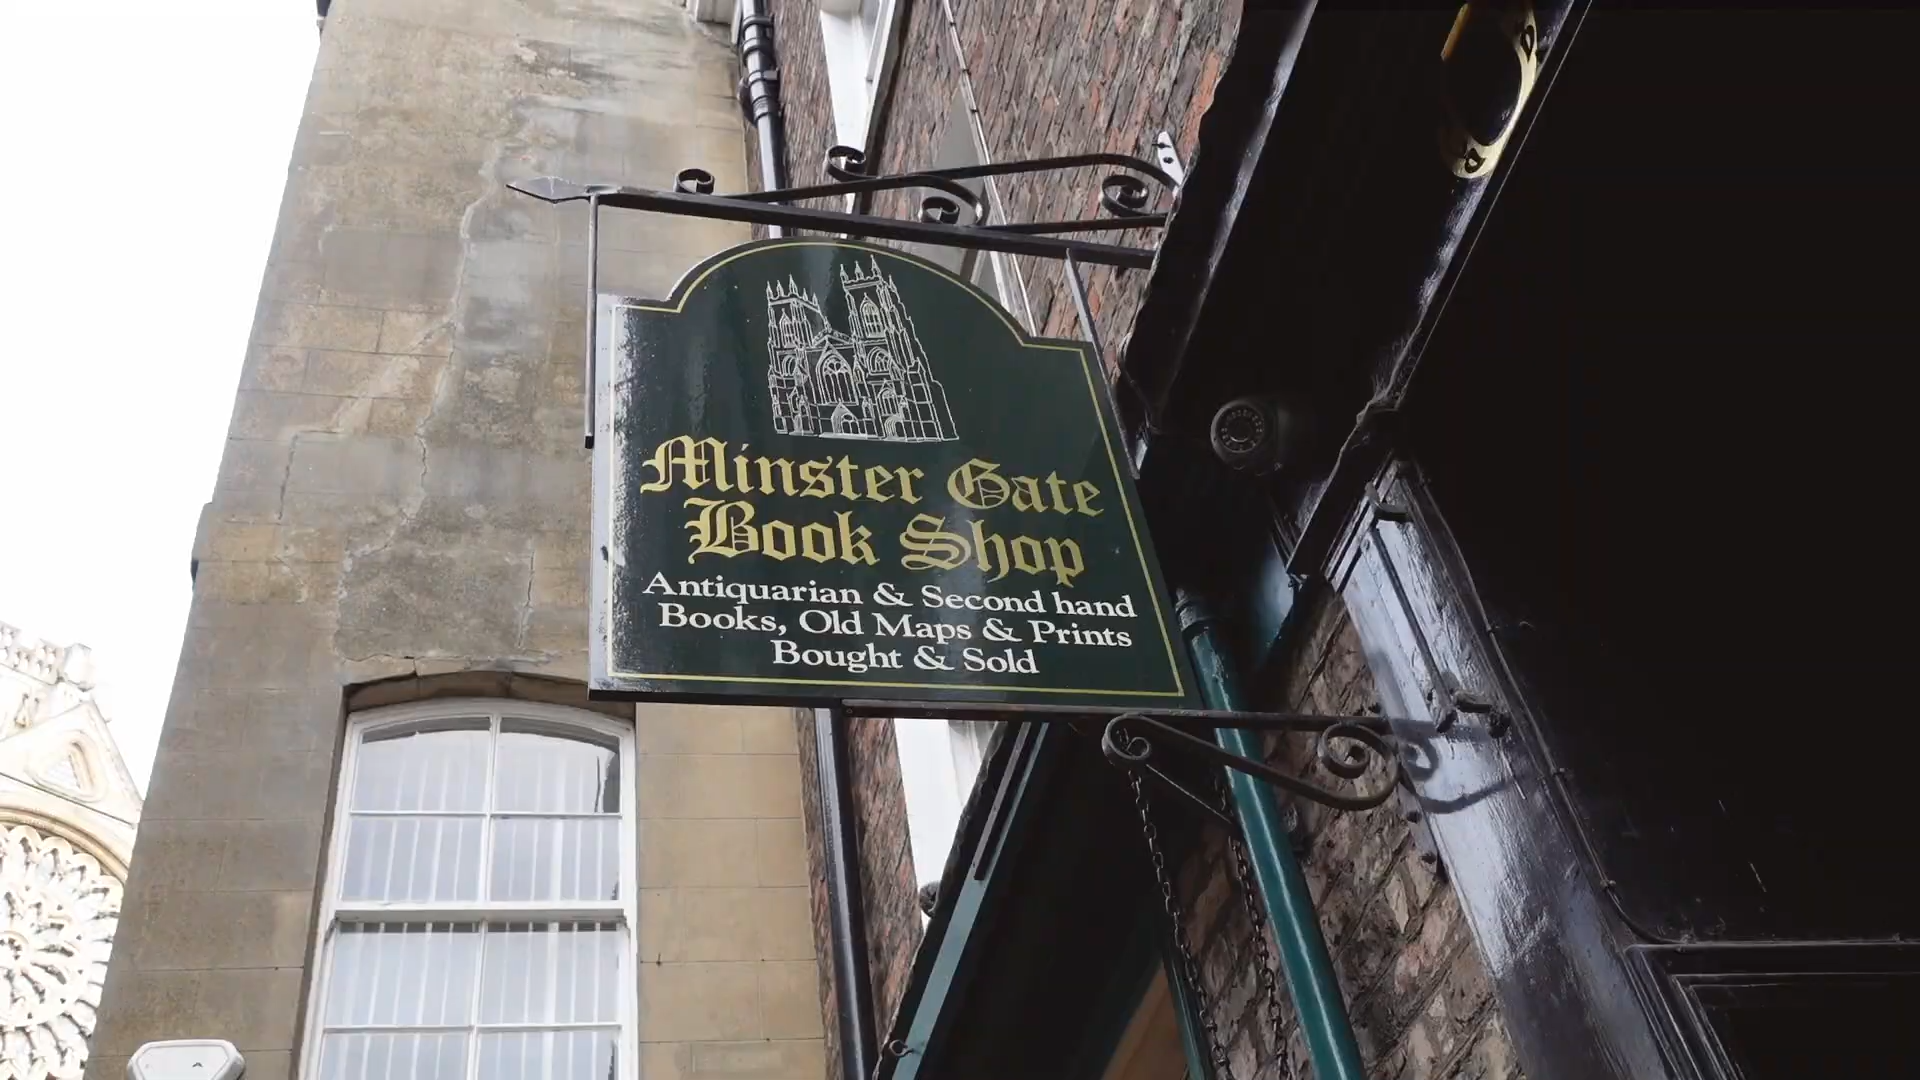 Minster Gate
Book Shop
Antiquarian & Second hand
Books, Old Maps & Prints
Bought & Sold